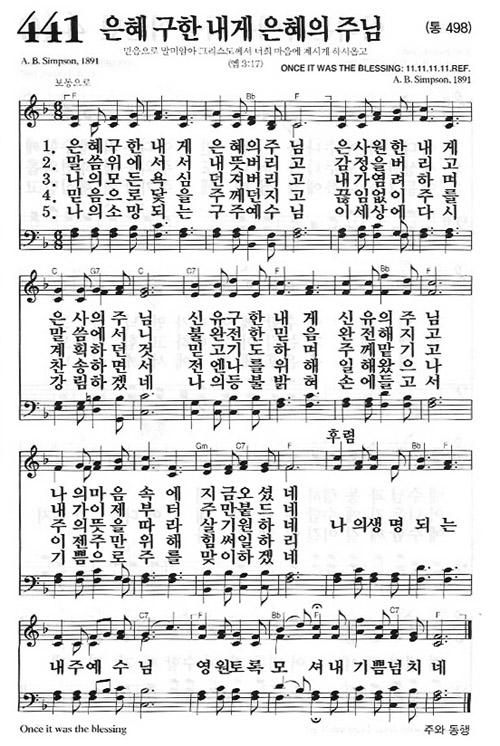 441 은혜 구한 내게 은혜의 주님 (통 498)
믿음으로 말미암아 그리스도께서 너희 마음에 계시게 하시옵고
(엡 3:17)
A. B. Simpson, 1891
ONCE IT WAS THE BLESSING: 11.11.11.11.REF.
A. B. Simpson, 1891
보통으로
1. 은혜 구한 내게 은혜의 주님 은사 원한 내게
2. 말씀 위에 서서 내 뜻 버리고 감정을 버리고
3. 나의 모든 욕심 던져 버리고 내가 염려하며
4. 믿음으로 닻을 주께 던지고 끊임없이 주를
5. 나의 소망되는 구주 예수님 이 세상에 다시
은사의 주님 신유 구한 내게 신유의 주님
말씀에 서니 불완전한 믿음 완전해지고
계획하던 것 믿고 기도하며 주께 맡기고
찬송하면서 전엔
강림하겠네 나 등불 밝혀 손에 들고서
후렴
나의 마음 속에 지금 오셨네
내가 이제부터 주만 붙드네
주의 뜻을 따라 살기 원하네
이젠 주만 위해 힘써 일하리
기쁨으로 주를 맞이하겠네
나의 생명 되는
내 주 예수님 영원토록 모셔 내 기쁨 넘치네
Once it was the blessing
주와 동행